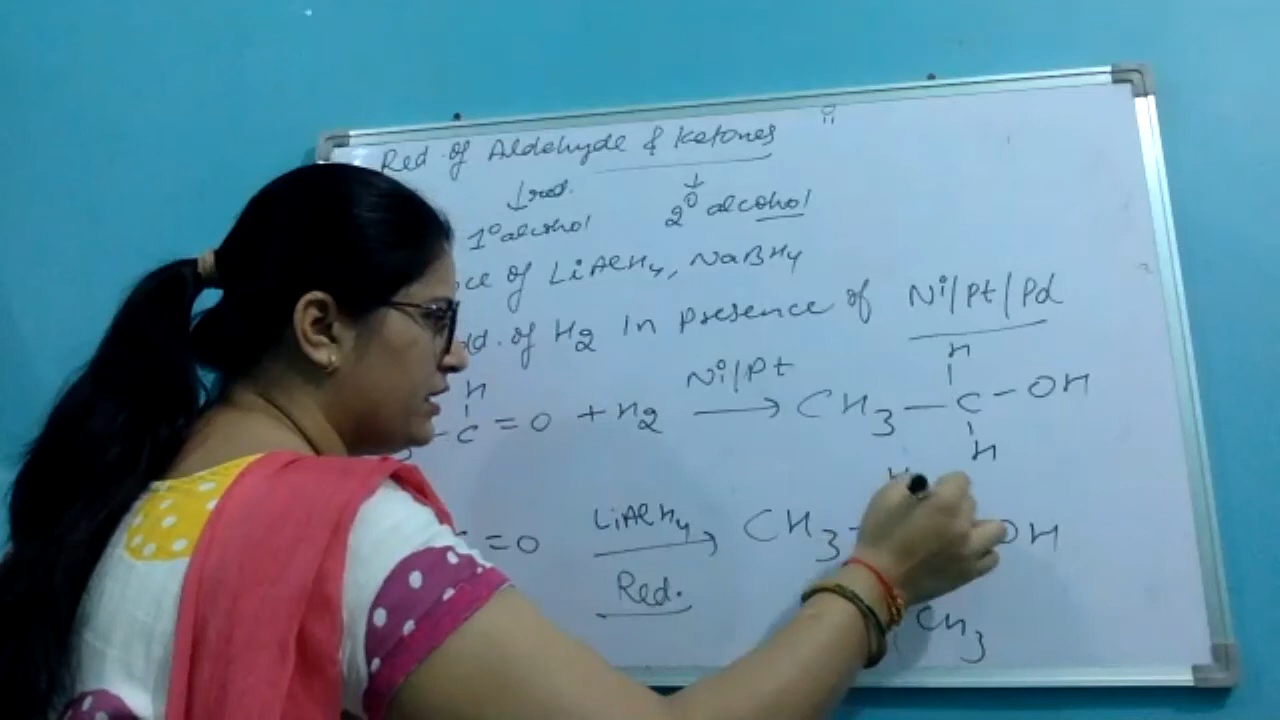 Red. of Aldehyde & Ketones
↓red. ↓
1° alcohol 2° alcohol
of LiAlH4, NaBH4
of H2 in presence of Ni/Pt/Pd
H Ni/Pt H
C=O + H2 → CH3—C—OH
H
H
=O LiAlH4 → CH3— OH
Red.
CH3